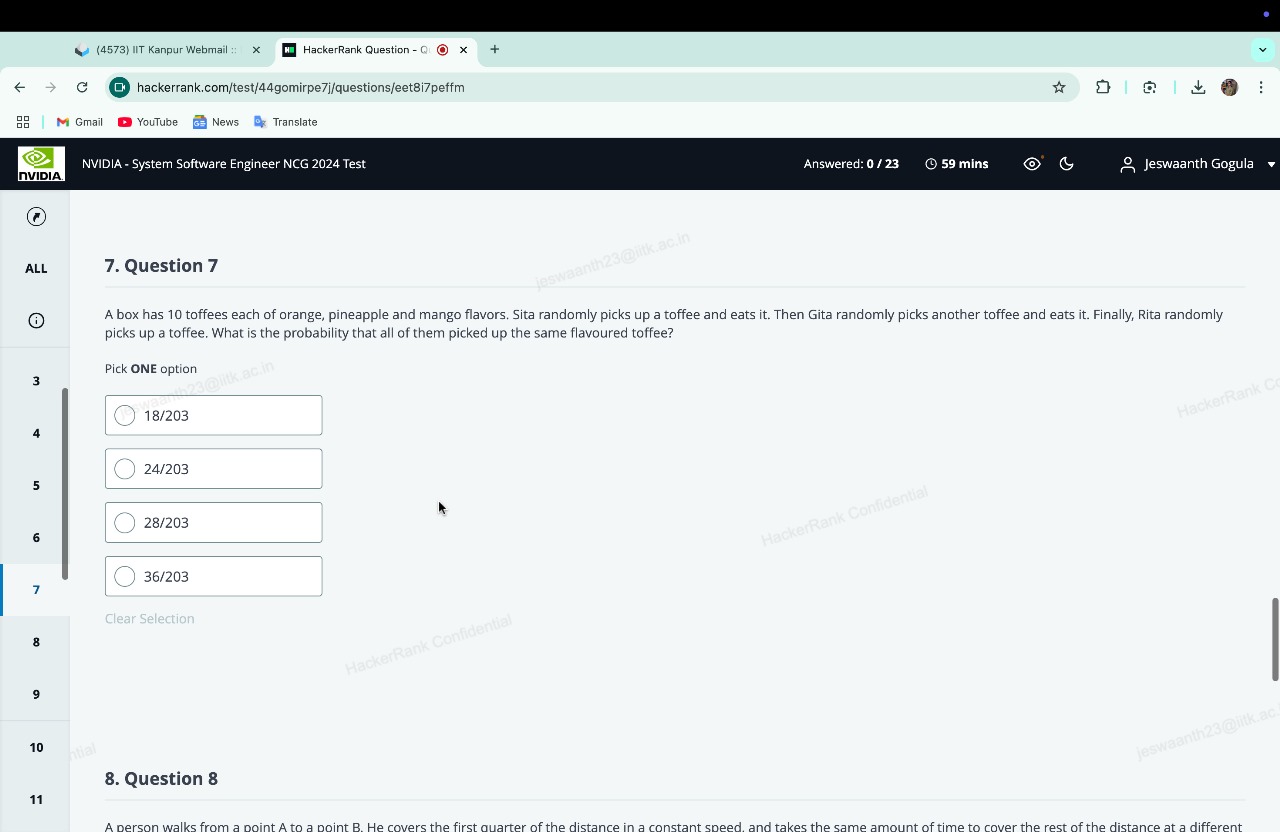 (4573) IIT Kanpur Webmail ::
HackerRank Question - Q
hackerrank.com/test/44gomirpe7j/questions/eet8i7peffm
Gmail
YouTube
News
Translate
NVIDIA.
NVIDIA - System Software Engineer NCG 2024 Test
Answered: 0 / 23
59 mins
Jeswaanth Gogula
ALL
3
4
5
6
7
8
9
10
11
7. Question 7
A box has 10 toffees each of orange, pineapple and mango flavors. Sita randomly picks up a toffee and eats it. Then Gita randomly picks another toffee and eats it. Finally, Rita randomly
picks up a toffee. What is the probability that all of them picked up the same flavoured toffee?
Pick ONE option
18/203
24/203
28/203
36/203
Clear Selection
8. Question 8
A person walks from a point A to a point B. He covers the first quarter of the distance in a constant speed, and takes the same amount of time to cover the rest of the distance at a different
jeswaanth23@iitk.ac.in
jeswaanth23@iitk.ac.in
HackerRank Co
HackerRank Confidential
HackerRank Confidential
jeswaanth23@iitk.ac.
ntial